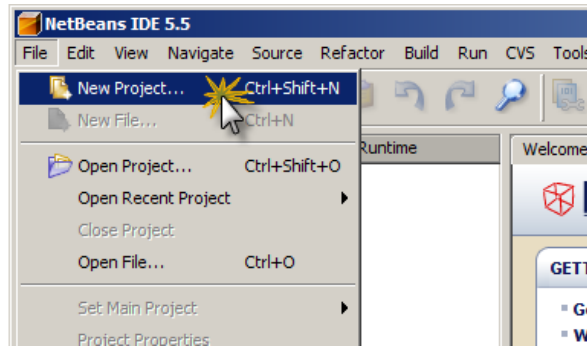 NetBeans IDE 5.5
File Edit View Navigate Source Refactor Build Run CVS Tools
New Project... Ctrl+Shift+N
New File... Ctrl+N
Runtime
Welcome
Open Project... Ctrl+Shift+O
Open Recent Project
Close Project
Open File... Ctrl+O
GETT
Set Main Project
Project Properties